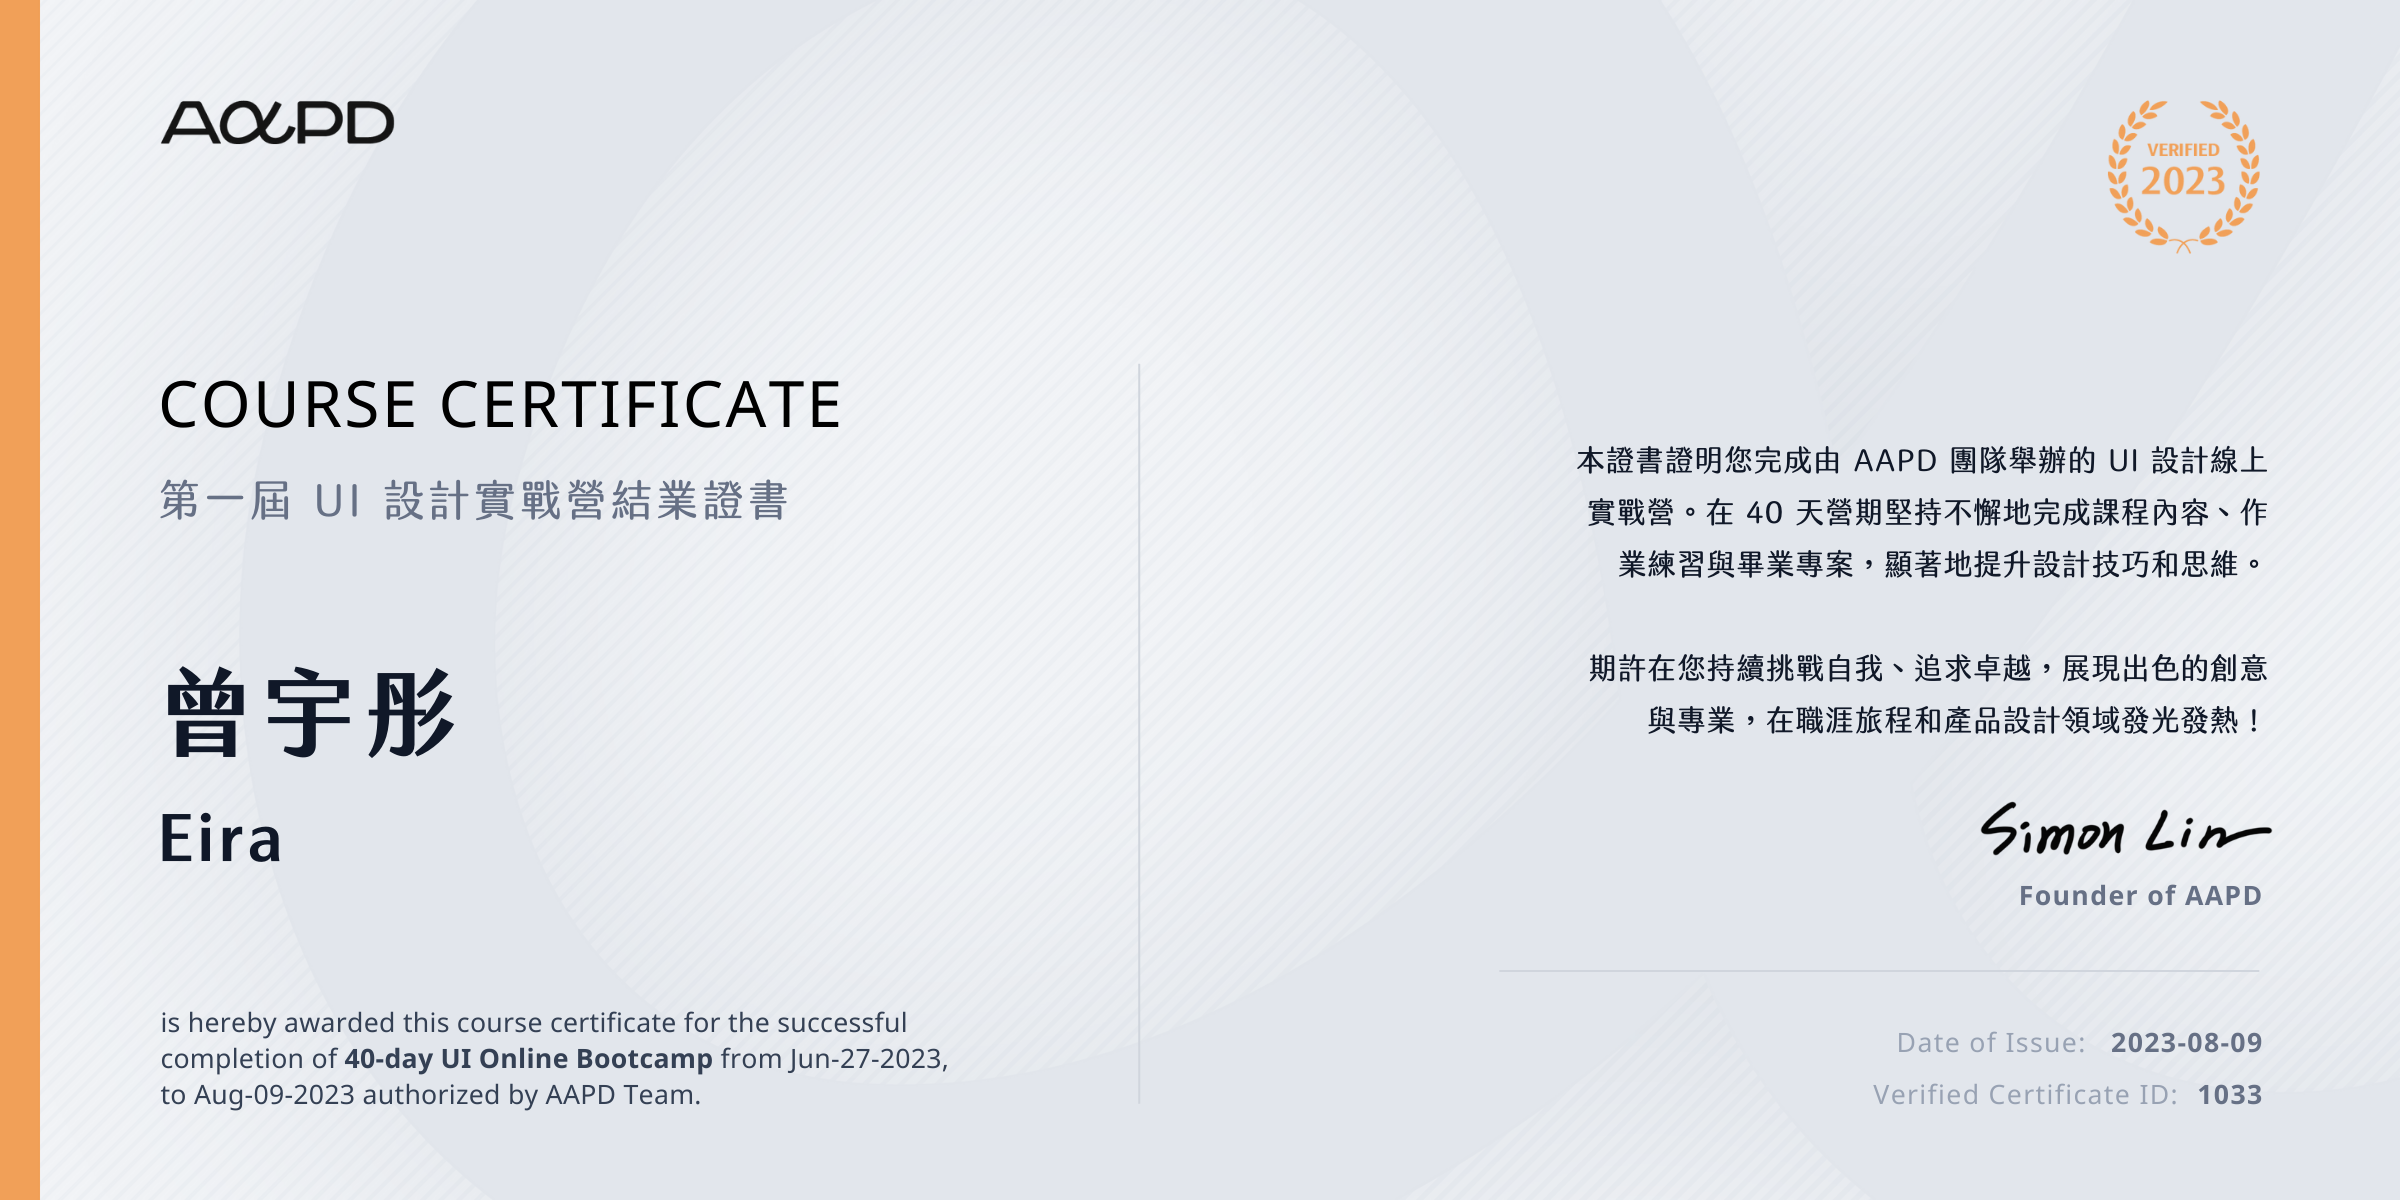 AAPD
VERIFIED
2023
COURSE CERTIFICATE
第一屆 UI 設計實戰營結業證書
曾宇彤
Eira
is hereby awarded this course certificate for the successful
completion of 40-day UI Online Bootcamp from Jun-27-2023,
to Aug-09-2023 authorized by AAPD Team.
本證書證明您完成由 AAPD 團隊舉辦的 UI 設計線上
實戰營。在 40 天營期堅持不懈地完成課程內容、作
業練習與畢業專案，顯著地提升設計技巧和思維。
期許在您持續挑戰自我、追求卓越，展現出色的創意
與專業，在職涯旅程和產品設計領域發光發熱！
Simon Lin
Founder of AAPD
Date of Issue: 2023-08-09
Verified Certificate ID: 1033